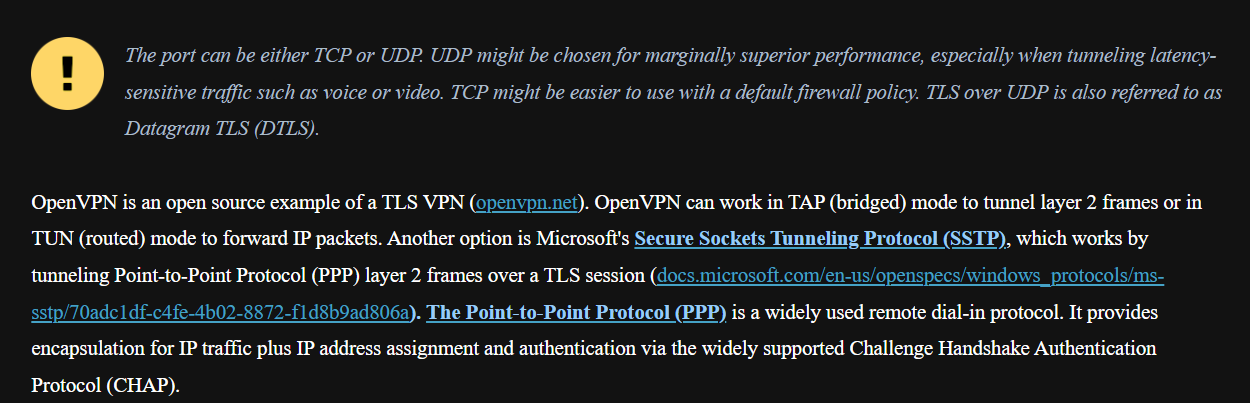 The port can be either TCP or UDP. UDP might be chosen for marginally superior performance, especially when tunneling latency-
sensitive traffic such as voice or video. TCP might be easier to use with a default firewall policy. TLS over UDP is also referred to as
Datagram TLS (DTLS).
OpenVPN is an open source example of a TLS VPN (openvpn.net). OpenVPN can work in TAP (bridged) mode to tunnel layer 2 frames or in
TUN (routed) mode to forward IP packets. Another option is Microsoft's Secure Sockets Tunneling Protocol (SSTP), which works by
tunneling Point-to-Point Protocol (PPP) layer 2 frames over a TLS session (docs.microsoft.com/en-us/openspecs/windows_protocols/ms-
sstp/70adc1df-c4fe-4b02-8872-f1d8b9ad806a). The Point-to-Point Protocol (PPP) is a widely used remote dial-in protocol. It provides
encapsulation for IP traffic plus IP address assignment and authentication via the widely supported Challenge Handshake Authentication
Protocol (CHAP).